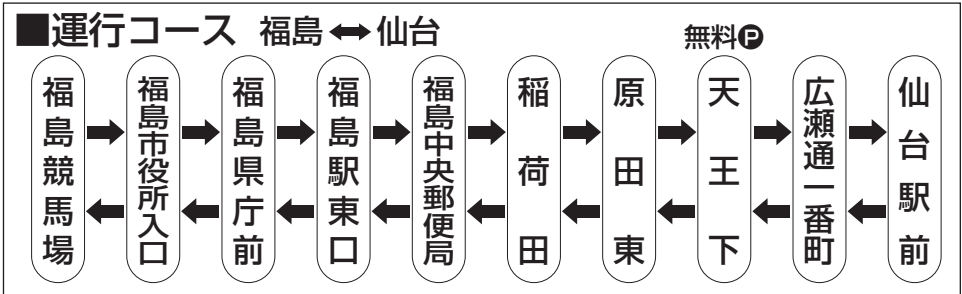 ■運行コース 福島⬌仙台
無料P
福島競馬場
福島市役所入口
福島県庁前
福島駅東口
福島中央郵便局
稲荷田
原田東
天王下
広瀬通一番町
仙台駅前